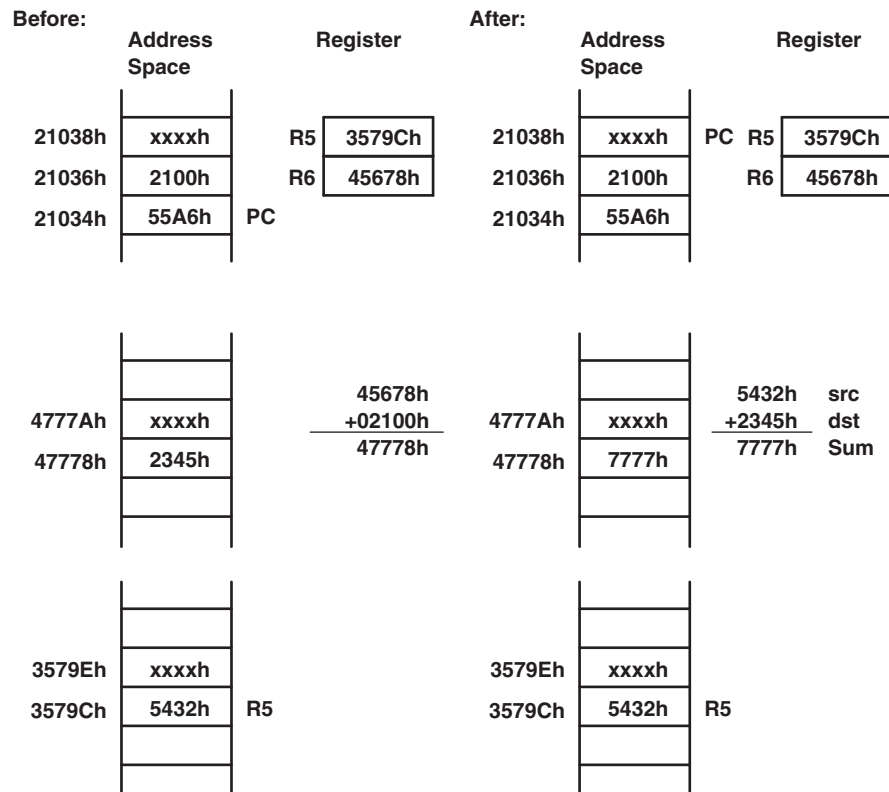 Before:
Address Space
Register
21038h xxxxh R5 3579Ch
21036h 2100h R6 45678h
21034h 55A6h PC
45678h
4777Ah xxxxh +02100h
47778h 2345h 47778h
3579Eh xxxxh
3579Ch 5432h R5
After:
Address Space
Register
21038h xxxxh PC R5 3579Ch
21036h 2100h R6 45678h
21034h 55A6h
5432h src
4777Ah xxxxh +2345h dst
47778h 7777h 7777h Sum
3579Eh xxxxh
3579Ch 5432h R5